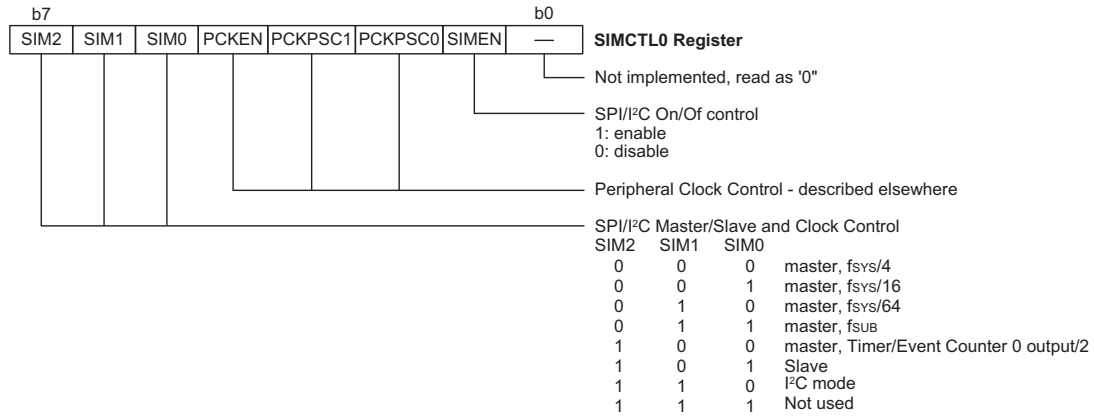 b7 b0
SIM2 SIM1 SIM0 PCKEN PCKPSC1 PCKPSC0 SIMEN — SIMCTL0 Register
Not implemented, read as '0"
SPI/I²C On/Of control
1: enable
0: disable
Peripheral Clock Control - described elsewhere
SPI/I²C Master/Slave and Clock Control
SIM2 SIM1 SIM0
0 0 0 master, fSYS/4
0 0 1 master, fSYS/16
0 1 0 master, fSYS/64
0 1 1 master, fSUB
1 0 0 master, Timer/Event Counter 0 output/2
1 0 1 Slave
1 1 0 I²C mode
1 1 1 Not used